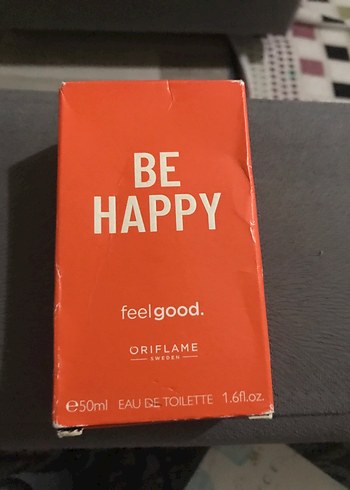 BE
HAPPY
feelgood.
ORIFLAME
SWEDEN
℮50ml EAU DE TOILETTE 1.6fl.oz.